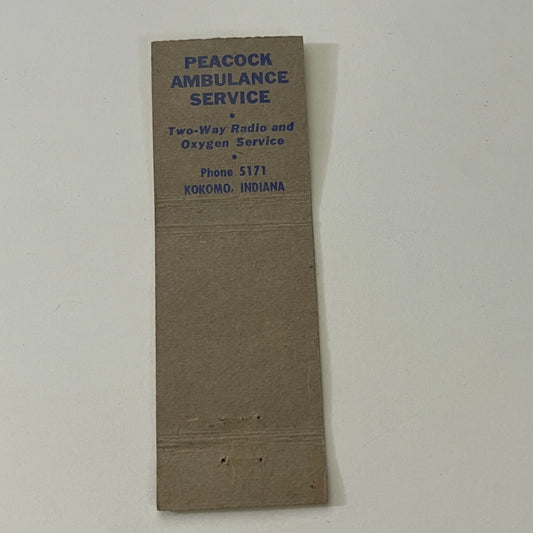 PEACOCK
AMBULANCE
SERVICE
•
Two-Way Radio and
Oxygen Service
•
Phone 5171
KOKOMO, INDIANA